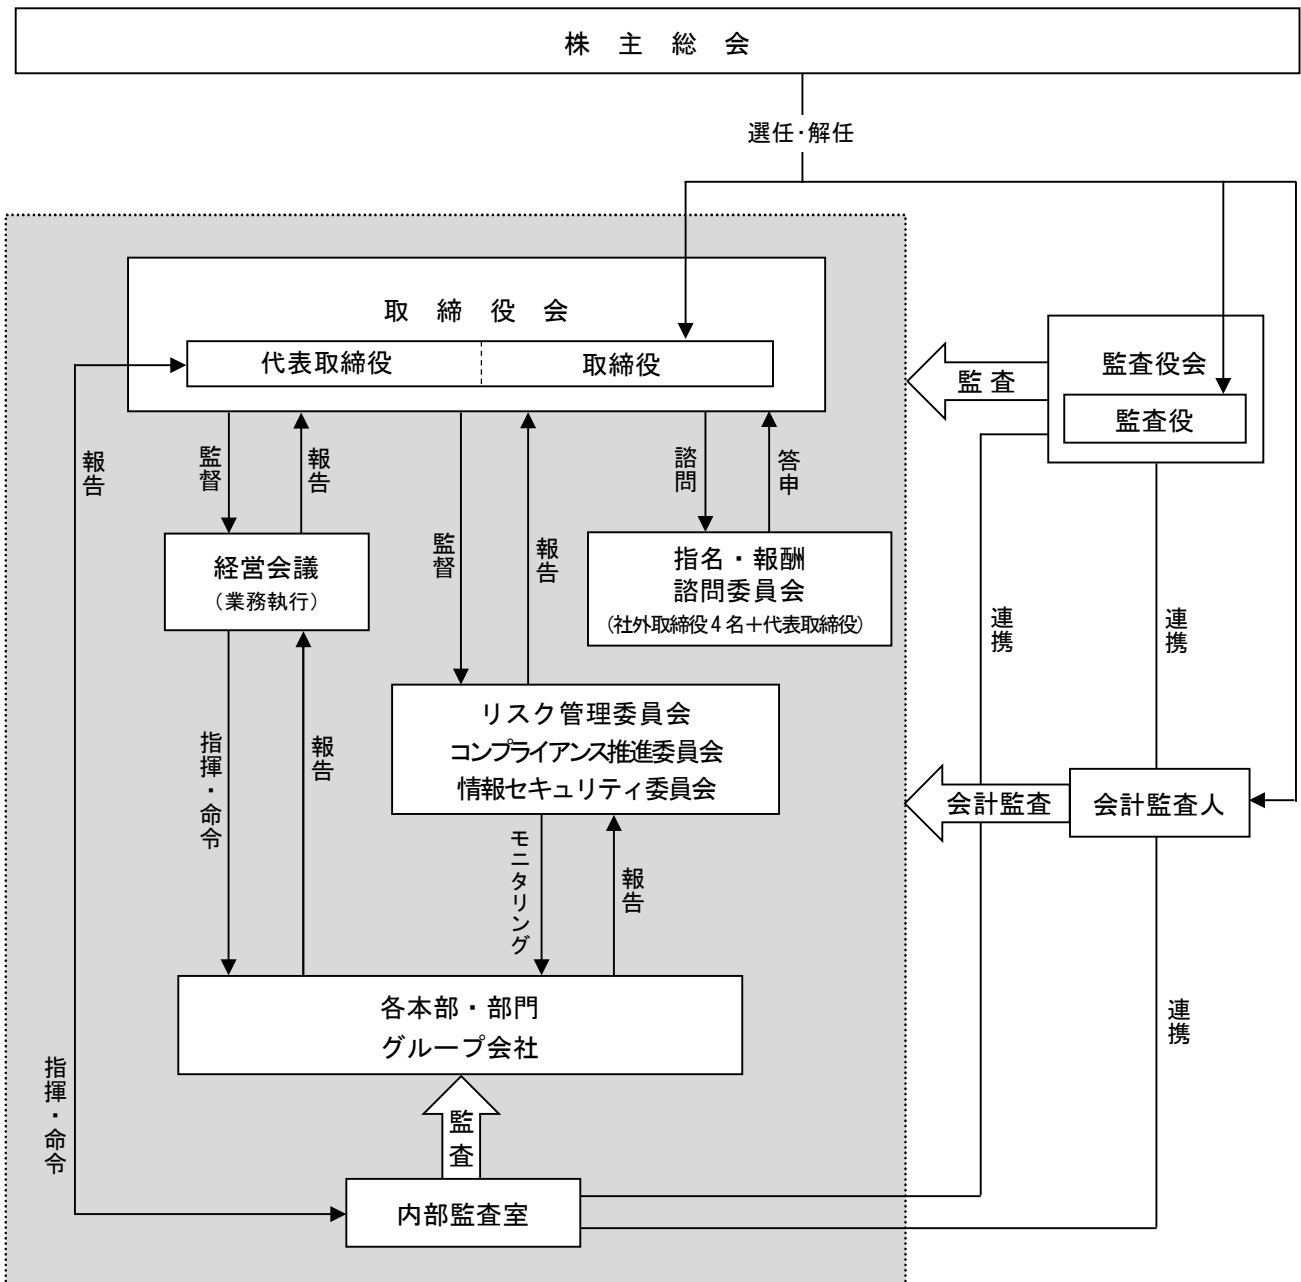 株主総会
選任・解任
取締役会
代表取締役
取締役
監査
監査役会
監査役
報告
監督
報告
監督
報告
諮問
答申
経営会議
（業務執行）
指名・報酬
諮問委員会
（社外取締役4名＋代表取締役）
連携
連携
リスク管理委員会
コンプライアンス推進委員会
情報セキュリティ委員会
指揮・命令
報告
会計監査
会計監査人
モニタリング
報告
各本部・部門
グループ会社
連携
指揮・命令
監査
内部監査室